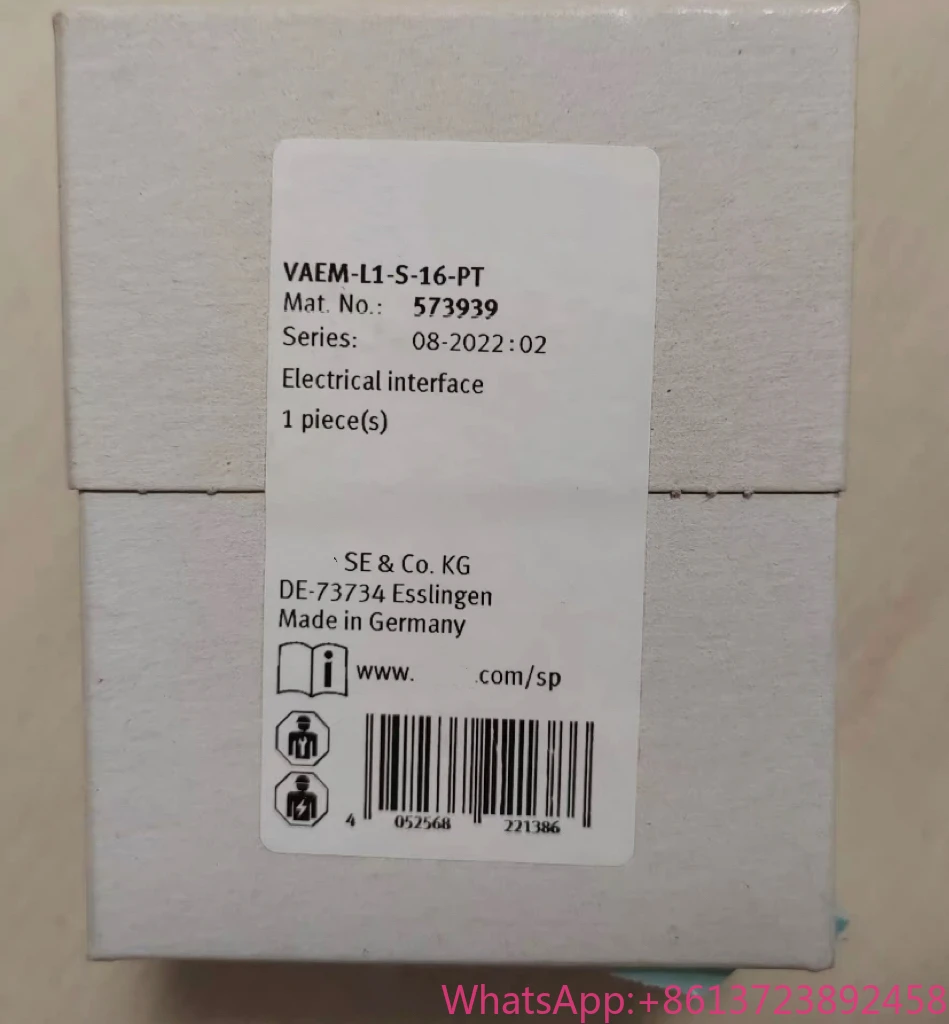 VAEM-L1-S-16-PT
Mat. No.: 573939
Series: 08-2022:02
Electrical interface
1 piece(s)
SE & Co. KG
DE-73734 Esslingen
Made in Germany
i www. .com/sp
4 052568 221386
WhatsApp:+8613723892458